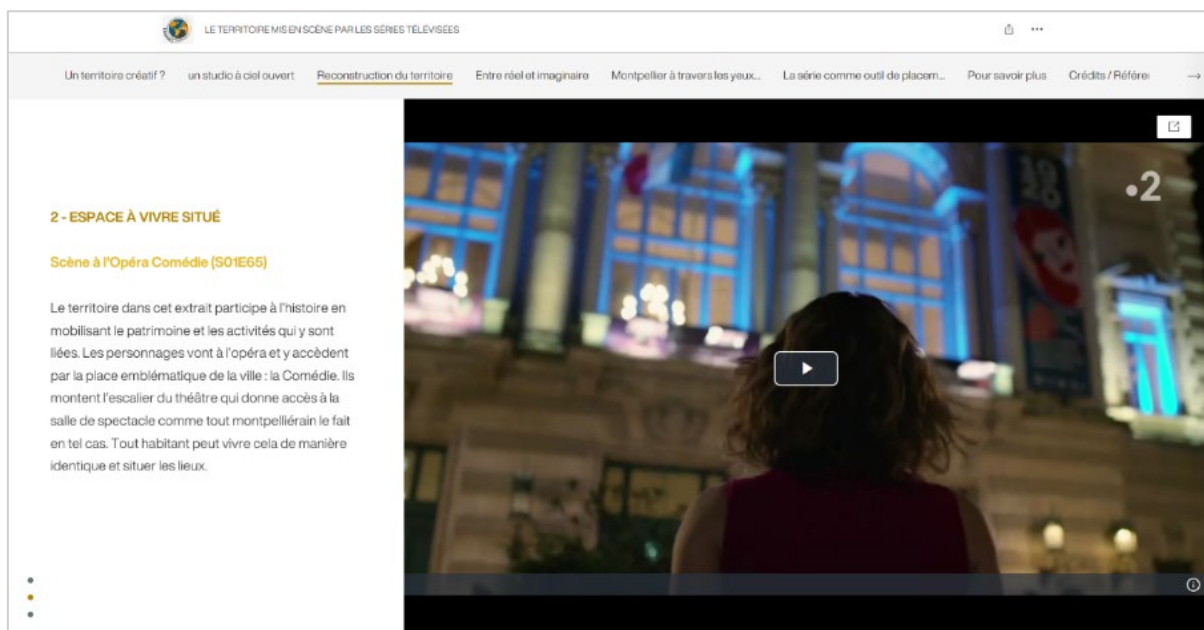 LE TERRITOIRE MIS EN SCÈNE PAR LES SÉRIES TÉLÉVISÉES
Un territoire créatif ? un studio à ciel ouvert Reconstruction du territoire Entre réel et imaginaire Montpellier à travers les yeux... La série comme outil de placem... Pour savoir plus Crédits / Référe
2 - ESPACE À VIVRE SITUÉ
Scène à l'Opéra Comédie (S01E65)
Le territoire dans cet extrait participe à l'histoire en
mobilisant le patrimoine et les activités qui y sont
liées. Les personnages vont à l'opéra et y accèdent
par la place emblématique de la ville : la Comédie. Ils
montent l'escalier du théâtre qui donne accès à la
salle de spectacle comme tout montpelliérain le fait
en tel cas. Tout habitant peut vivre cela de manière
identique et situer les lieux.
•2
19
20